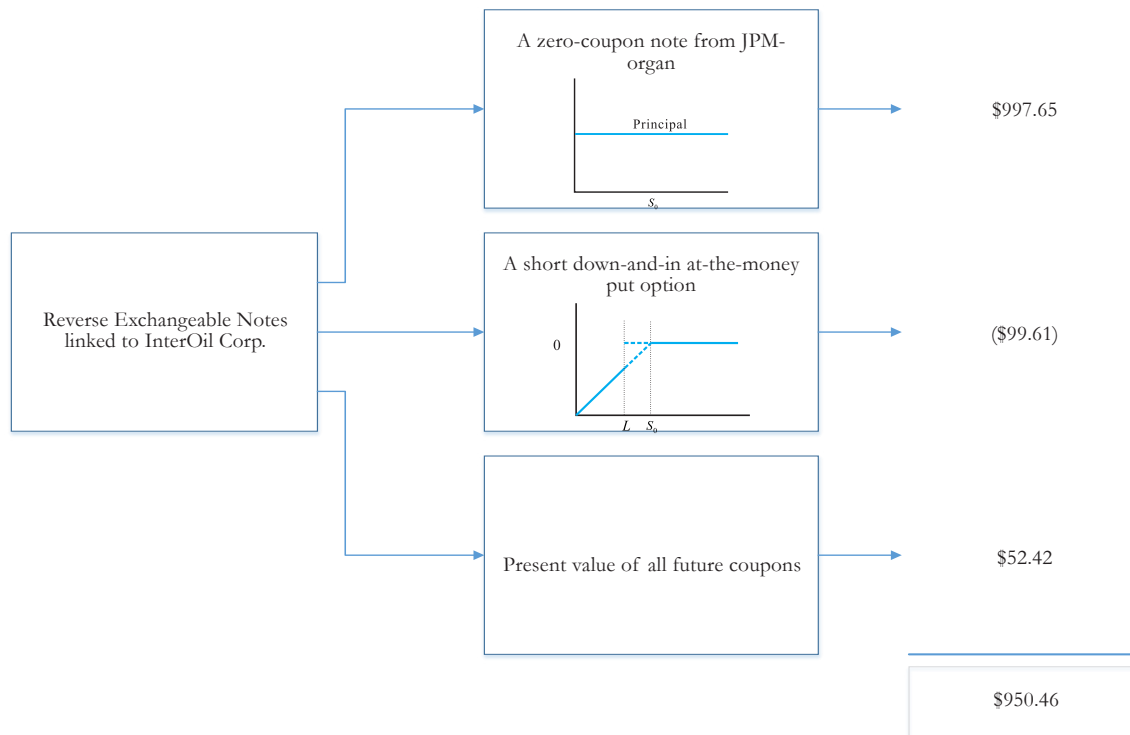 A zero-coupon note from JPM-
organ
Principal
S₀
$997.65
Reverse Exchangeable Notes
linked to InterOil Corp.
A short down-and-in at-the-money
put option
0
L S₀
($99.61)
Present value of all future coupons
$52.42
$950.46